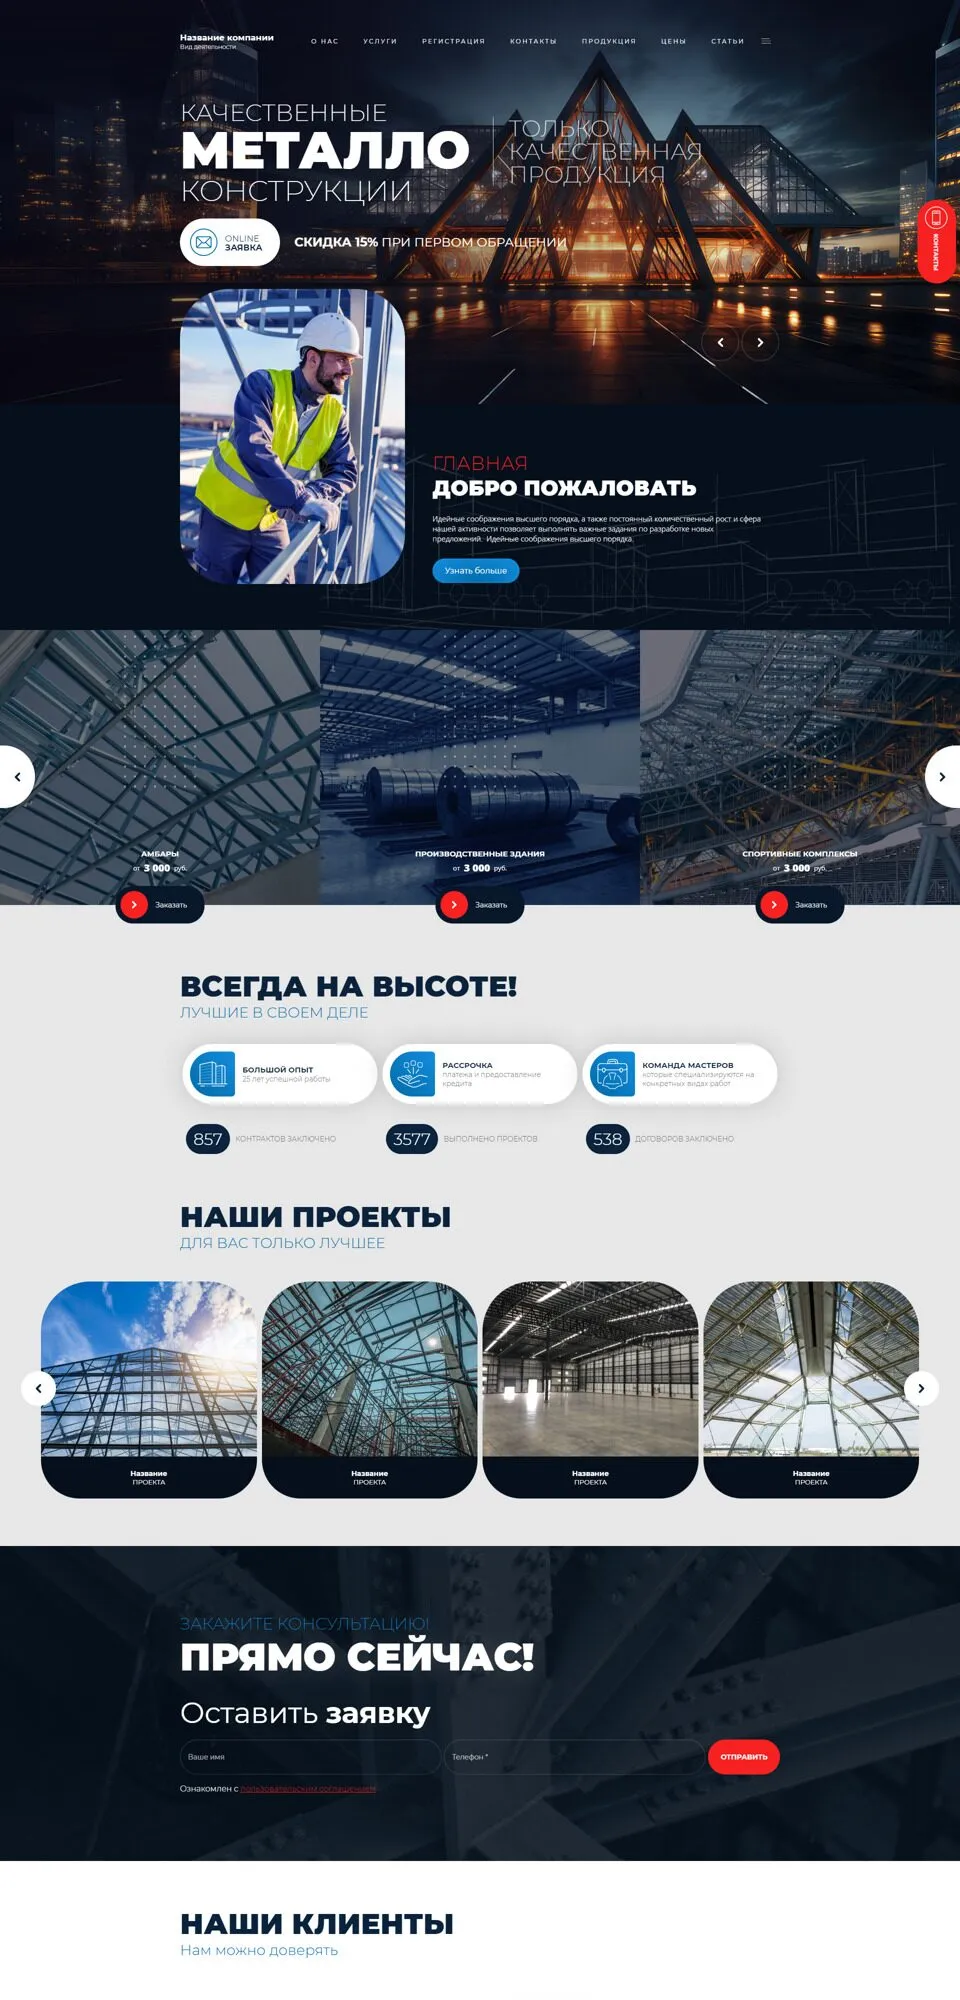 Название компании
Вид деятельности
О НАС
УСЛУГИ
РЕГИСТРАЦИЯ
КОНТАКТЫ
ПРОДУКЦИЯ
ЦЕНЫ
СТАТЬИ
КАЧЕСТВЕННЫЕ
МЕТАЛЛО
КОНСТРУКЦИИ
ТОЛЬКО
КАЧЕСТВЕННАЯ
ПРОДУКЦИЯ
ONLINE
ЗАЯВКА
СКИДКА 15% ПРИ ПЕРВОМ ОБРАЩЕНИИ
КОНТАКТЫ
ГЛАВНАЯ
ДОБРО ПОЖАЛОВАТЬ
Идейные соображения высшего порядка, а также постоянный количественный рост и сфера
нашей активности позволяет выполнять важные задания по разработке новых
предложений. Идейные соображения высшего порядка.
Узнать больше
АМБАРЫ
от 3 000 руб.
Заказать
ПРОИЗВОДСТВЕННЫЕ ЗДАНИЯ
от 3 000 руб.
Заказать
СПОРТИВНЫЕ КОМПЛЕКСЫ
от 3 000 руб.
Заказать
ВСЕГДА НА ВЫСОТЕ!
ЛУЧШИЕ В СВОЕМ ДЕЛЕ
БОЛЬШОЙ ОПЫТ
25 лет успешной работы
РАССРОЧКА
платежа и предоставление
кредита
КОМАНДА МАСТЕРОВ
которые специализируются на
конкретных видах работ
857 КОНТРАКТОВ ЗАКЛЮЧЕНО
3577 ВЫПОЛНЕНО ПРОЕКТОВ
538 ДОГОВОРОВ ЗАКЛЮЧЕНО
НАШИ ПРОЕКТЫ
ДЛЯ ВАС ТОЛЬКО ЛУЧШЕЕ
Название
ПРОЕКТА
Название
ПРОЕКТА
Название
ПРОЕКТА
Название
ПРОЕКТА
ЗАКАЖИТЕ КОНСУЛЬТАЦИЮ!
ПРЯМО СЕЙЧАС!
Оставить заявку
Ваше имя
Телефон *
ОТПРАВИТЬ
Ознакомлен с пользовательским соглашением
НАШИ КЛИЕНТЫ
Нам можно доверять